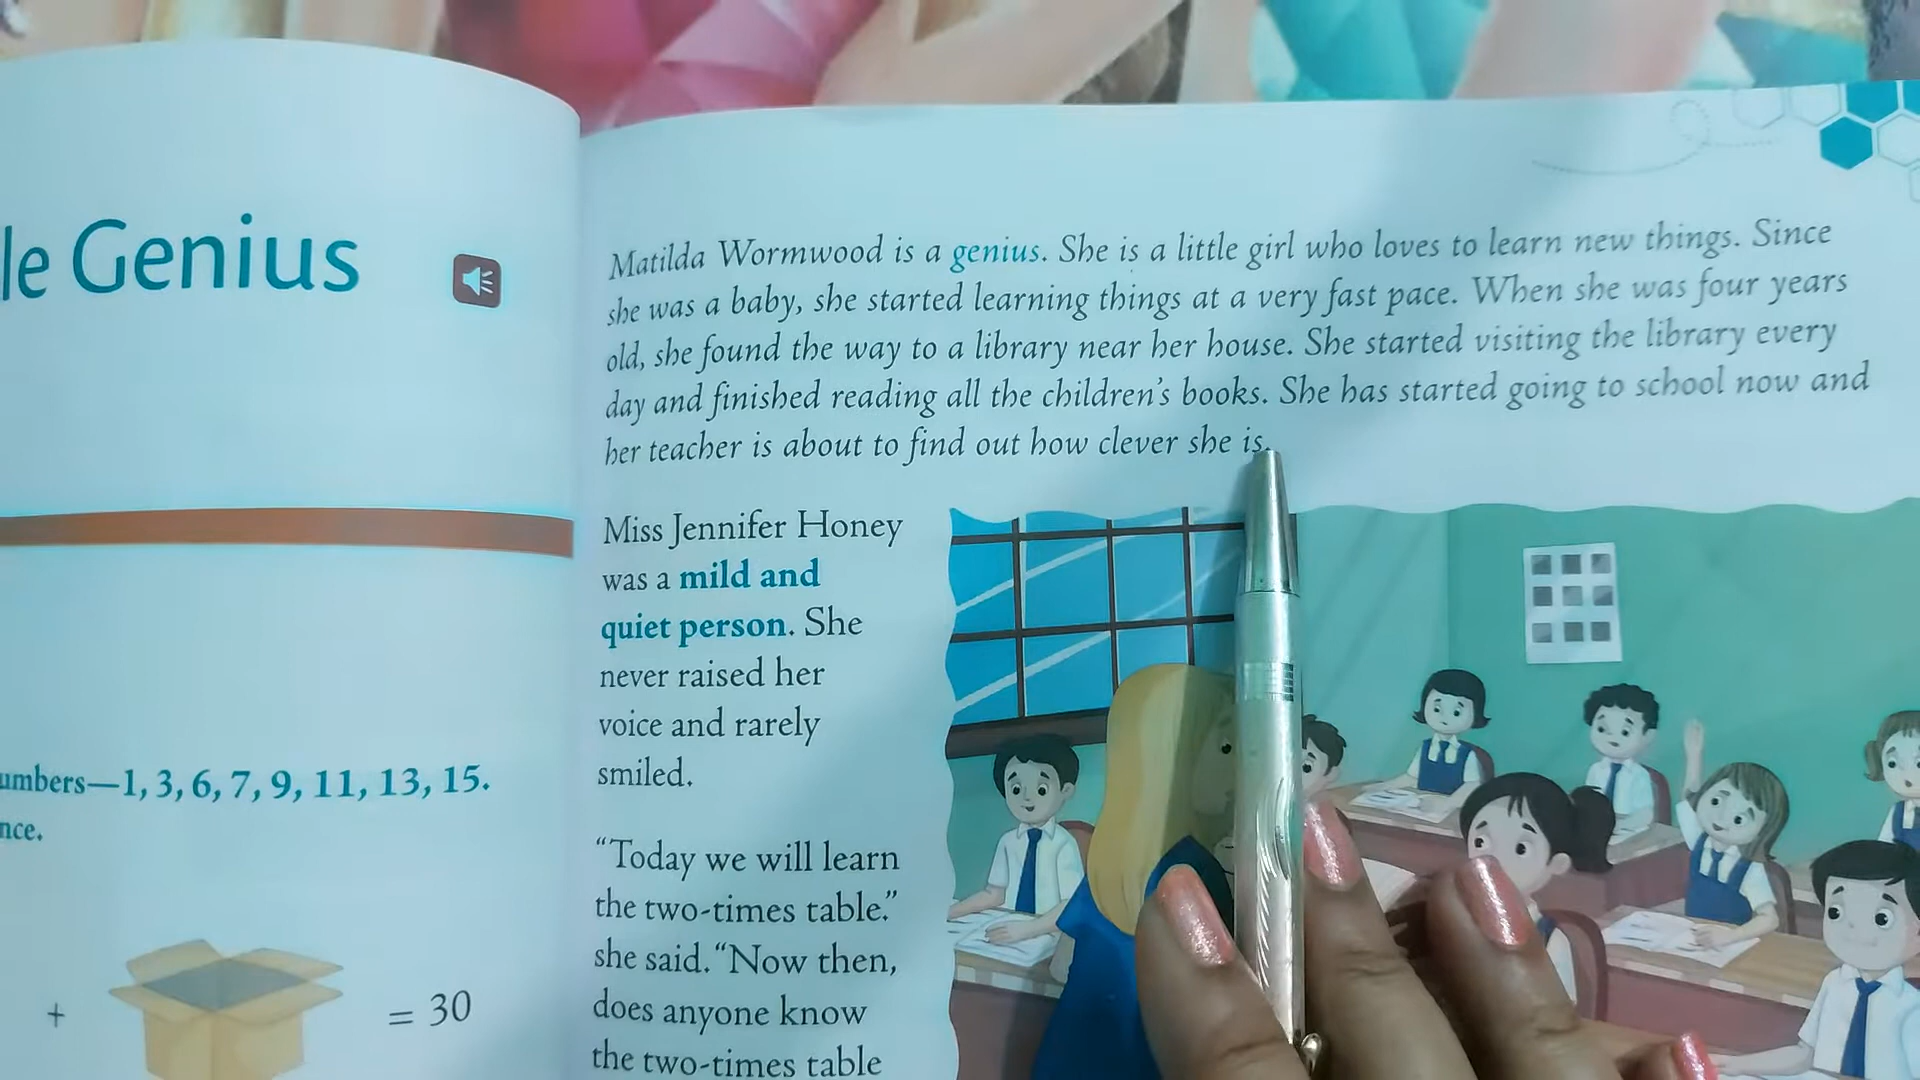 le Genius
umbers—1, 3, 6, 7, 9, 11, 13, 15.
nce.
+ = 30
Matilda Wormwood is a genius. She is a little girl who loves to learn new things. Since
she was a baby, she started learning things at a very fast pace. When she was four years
old, she found the way to a library near her house. She started visiting the library every
day and finished reading all the children’s books. She has started going to school now and
her teacher is about to find out how clever she is.
Miss Jennifer Honey
was a mild and
quiet person. She
never raised her
voice and rarely
smiled.
“Today we will learn
the two-times table.”
she said. “Now then,
does anyone know
the two-times table